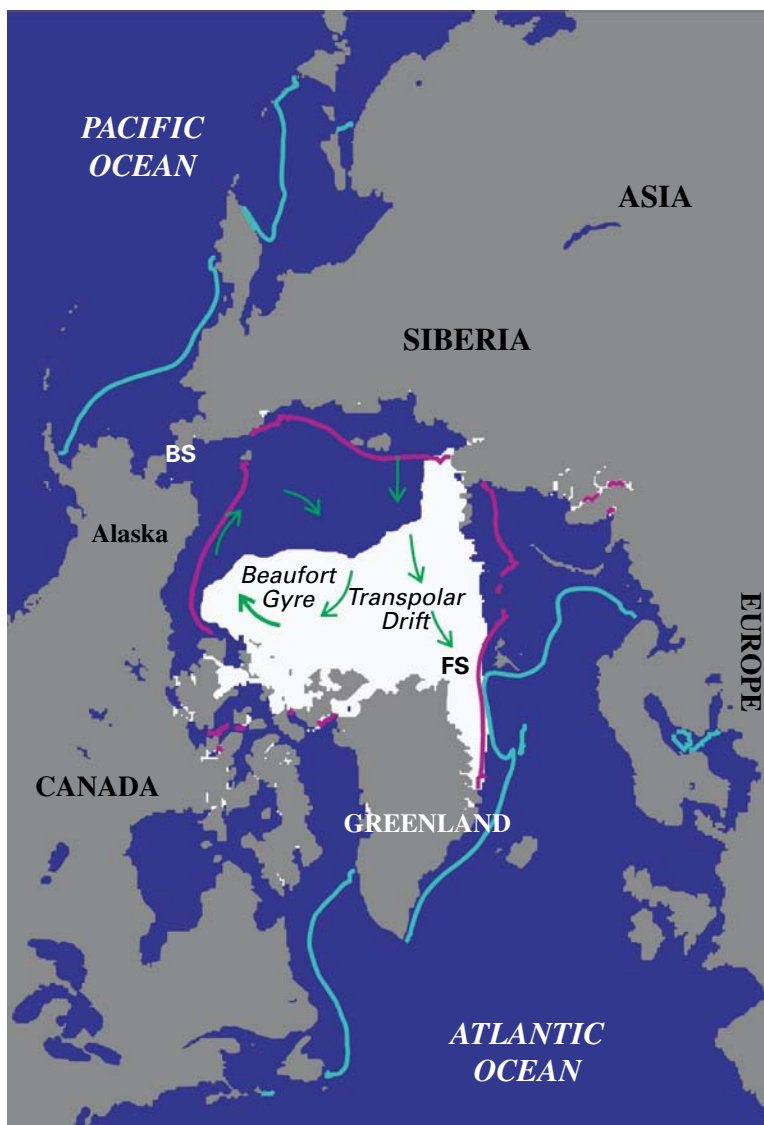 PACIFIC
OCEAN
ASIA
SIBERIA
BS
Alaska
Beaufort
Gyre
Transpolar
Drift
EUROPE
FS
CANADA
GREENLAND
ATLANTIC
OCEAN